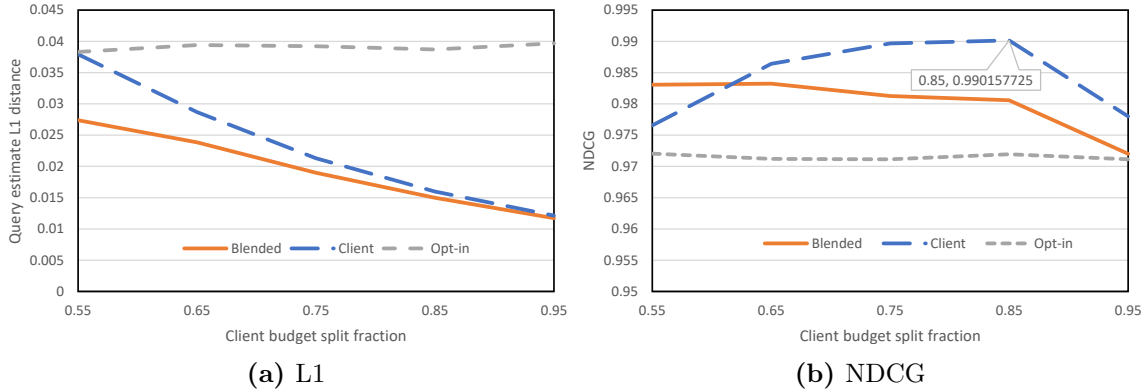 0.045
0.04
0.035
0.03
0.025
0.02
0.015
0.01
0.005
0
Query estimate L1 distance
Blended Client Opt-in
0.55 0.65 0.75 0.85 0.95
Client budget split fraction
(a) L1
0.995
0.99
0.985
0.98
0.975
0.97
0.965
0.96
0.955
0.95
NDCG
0.85, 0.990157725
Blended Client Opt-in
0.55 0.65 0.75 0.85 0.95
Client budget split fraction
(b) NDCG